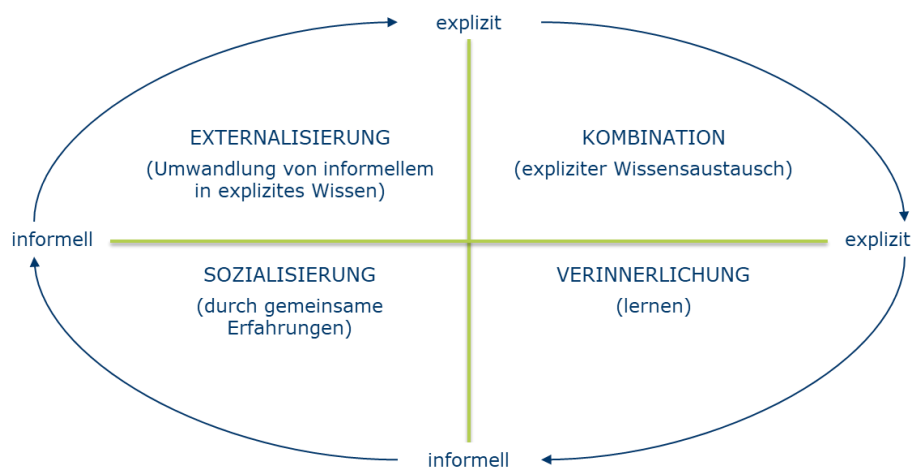 explizit
EXTERNALISIERUNG
(Umwandlung von informellem
in explizites Wissen)
KOMBINATION
(expliziter Wissensaustausch)
informell
explizit
SOZIALISIERUNG
(durch gemeinsame
Erfahrungen)
VERINNERLICHUNG
(lernen)
informell